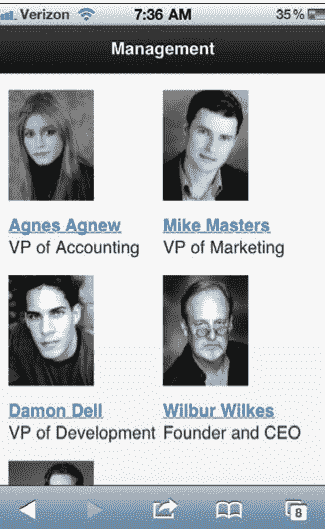 Verizon 7:36 AM 35%
Management
Agnes Agnew Mike Masters
VP of Accounting VP of Marketing
Damon Dell Wilbur Wilkes
VP of Development Founder and CEO
8